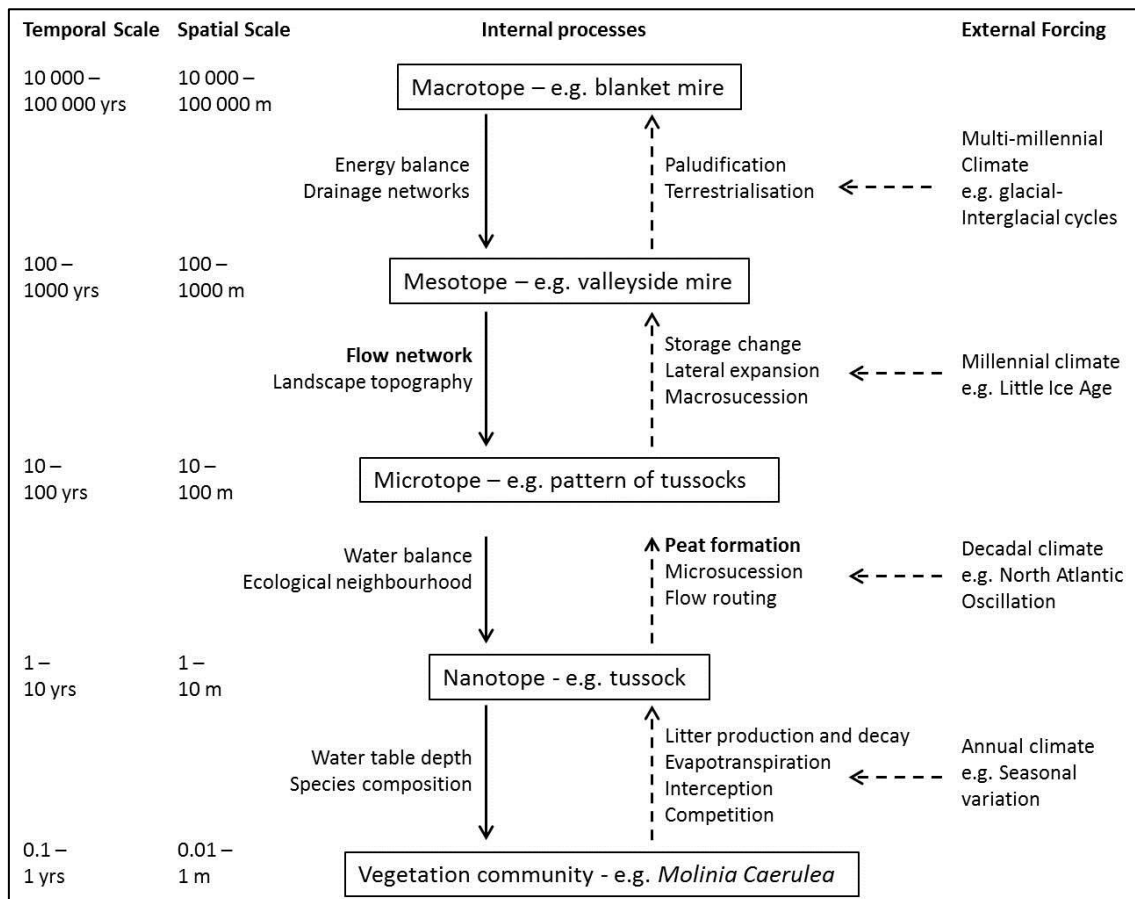 Temporal Scale Spatial Scale Internal processes External Forcing
10 000 –
100 000 yrs
10 000 –
100 000 m
Macrotope – e.g. blanket mire
Energy balance
Drainage networks
Paludification
Terrestrialisation
Multi-millennial
Climate
e.g. glacial-
Interglacial cycles
100 –
1000 yrs
100 –
1000 m
Mesotope – e.g. valleyside mire
Flow network
Landscape topography
Storage change
Lateral expansion
Macrosucession
Millennial climate
e.g. Little Ice Age
10 –
100 yrs
10 –
100 m
Microtope – e.g. pattern of tussocks
Water balance
Ecological neighbourhood
Peat formation
Microsucession
Flow routing
Decadal climate
e.g. North Atlantic
Oscillation
1 –
10 yrs
1 –
10 m
Nanotope - e.g. tussock
Water table depth
Species composition
Litter production and decay
Evapotranspiration
Interception
Competition
Annual climate
e.g. Seasonal
variation
0.1 –
1 yrs
0.01 –
1 m
Vegetation community - e.g. Molinia Caerulea